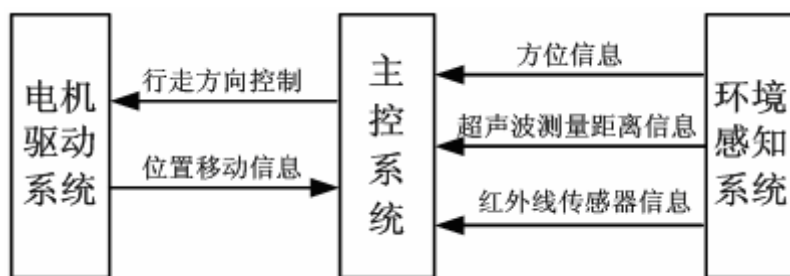 电机
驱动
系统
行走方向控制
位置移动信息
主
控
系
统
方位信息
超声波测量距离信息
红外线传感器信息
环境
感知
系统